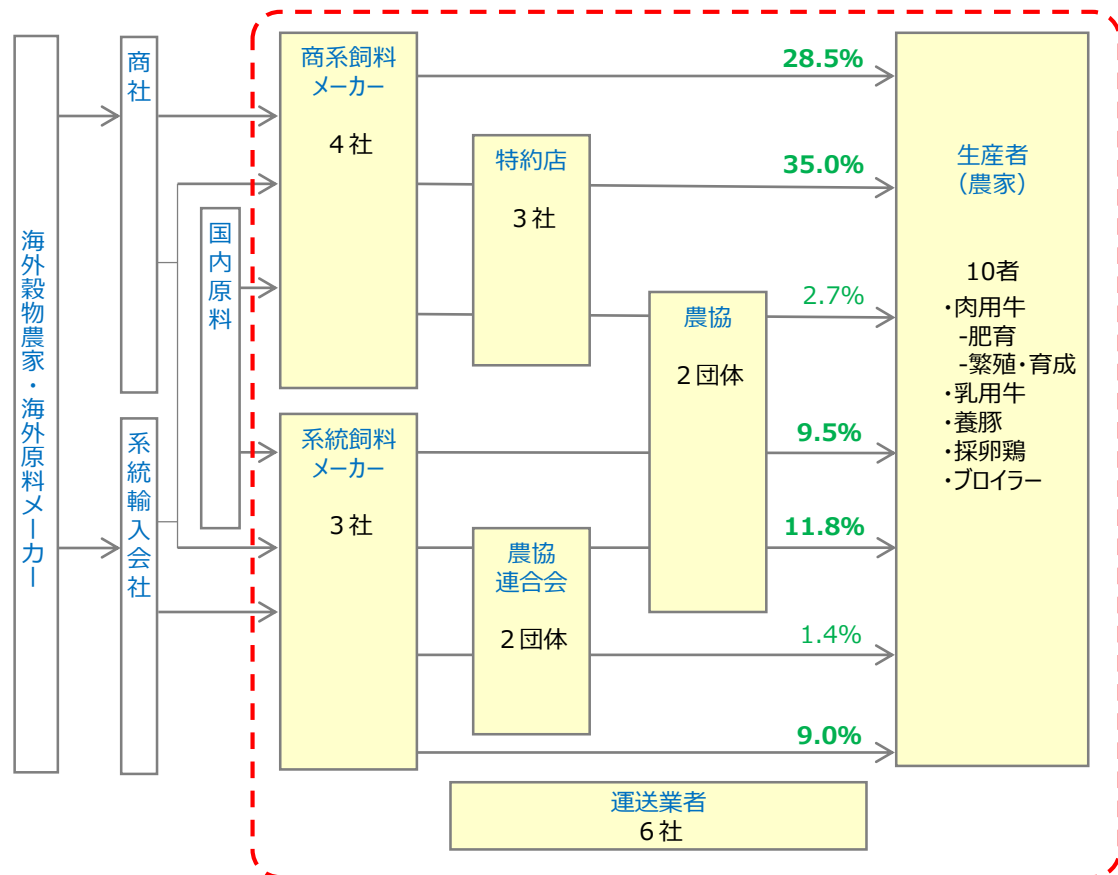 海外穀物農家・海外原料メーカー
商社
系統輸入会社
国内原料
商系飼料
メーカー
4社
系統飼料
メーカー
3社
特約店
3社
農協
連合会
2団体
農協
2団体
28.5%
35.0%
2.7%
9.5%
11.8%
1.4%
9.0%
生産者
(農家)
10者
・肉用牛
-肥育
-繁殖・育成
・乳用牛
・養豚
・採卵鶏
・ブロイラー
運送業者
6社